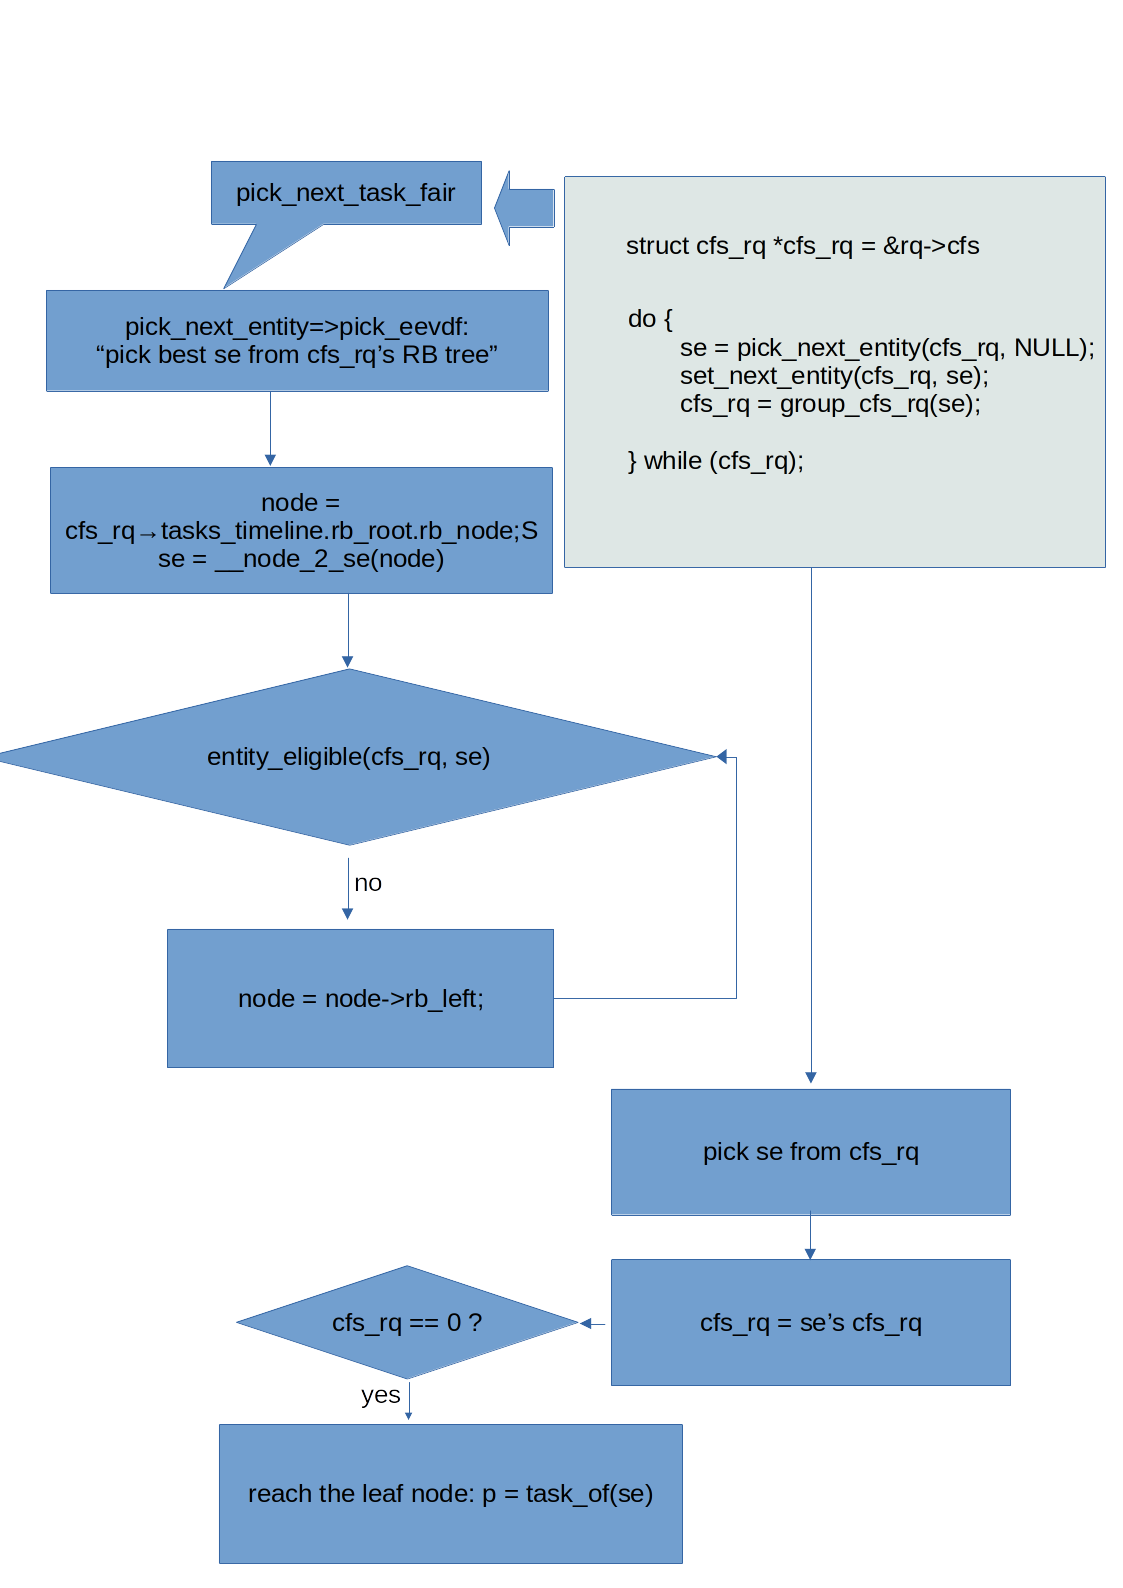 pick_next_task_fair
struct cfs_rq *cfs_rq = &rq->cfs
do {
se = pick_next_entity(cfs_rq, NULL);
set_next_entity(cfs_rq, se);
cfs_rq = group_cfs_rq(se);
} while (cfs_rq);
pick_next_entity=>pick_eevdf:
“pick best se from cfs_rq’s RB tree”
node =
cfs_rq→tasks_timeline.rb_root.rb_node;S
se = __node_2_se(node)
entity_eligible(cfs_rq, se)
no
node = node->rb_left;
pick se from cfs_rq
cfs_rq = se’s cfs_rq
cfs_rq == 0 ?
yes
reach the leaf node: p = task_of(se)